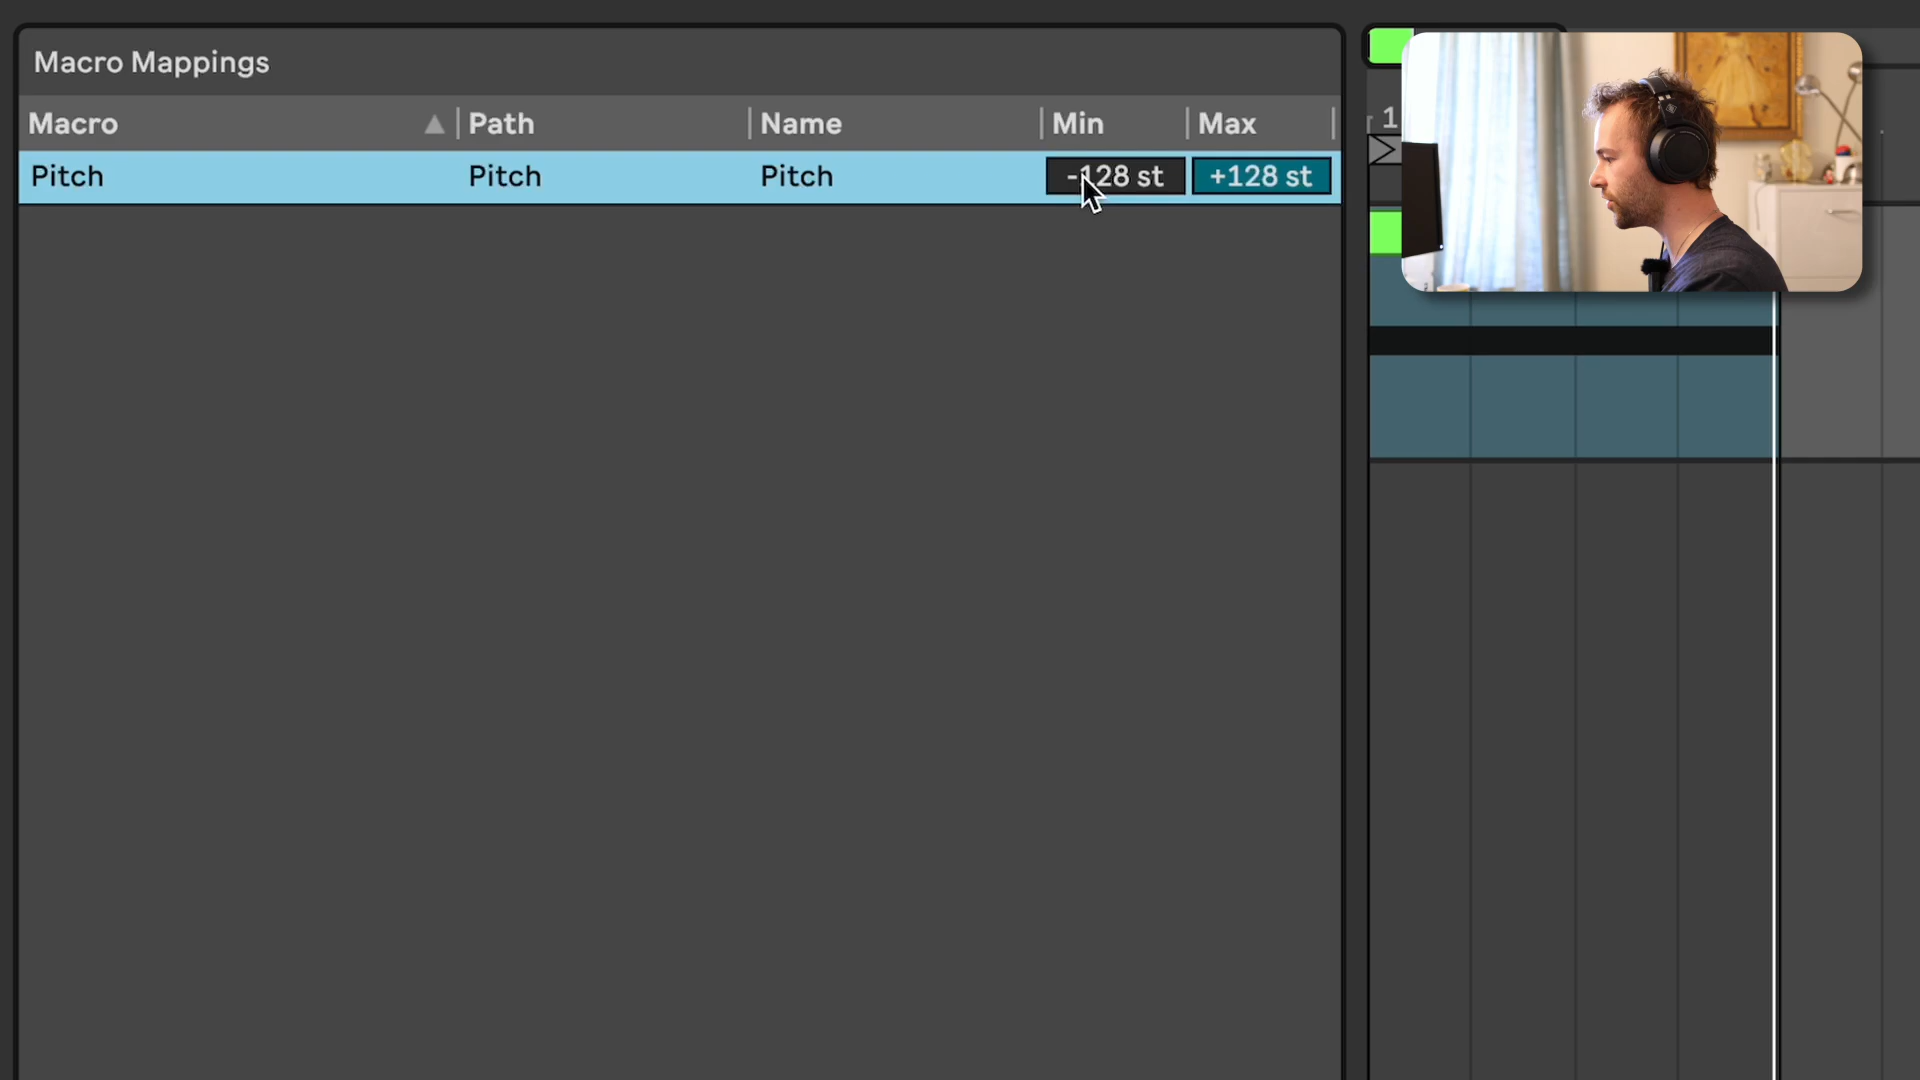 Macro Mappings
Macro Path Name Min Max
Pitch Pitch Pitch -128 st +128 st
1